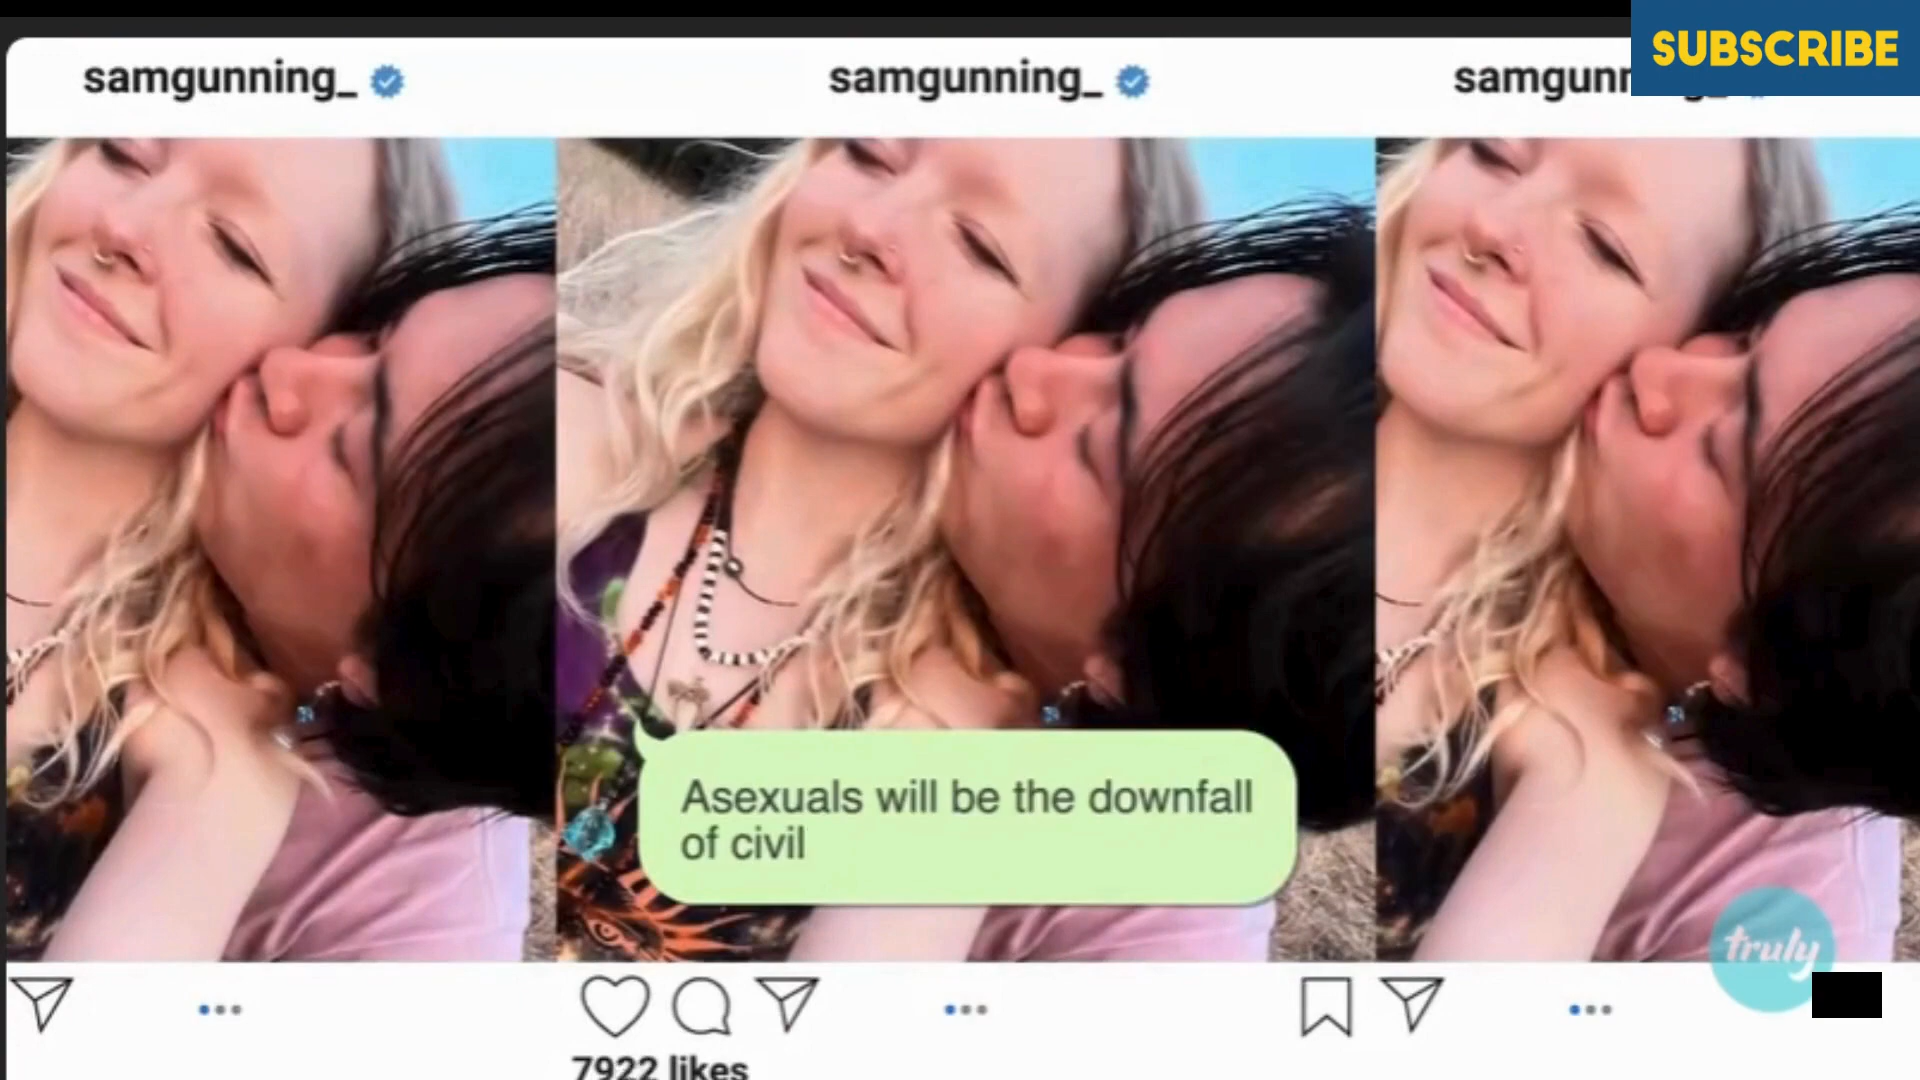 SUBSCRIBE
samgunning_
samgunning_
samgunn
Asexuals will be the downfall
of civil
truly
7922 likes